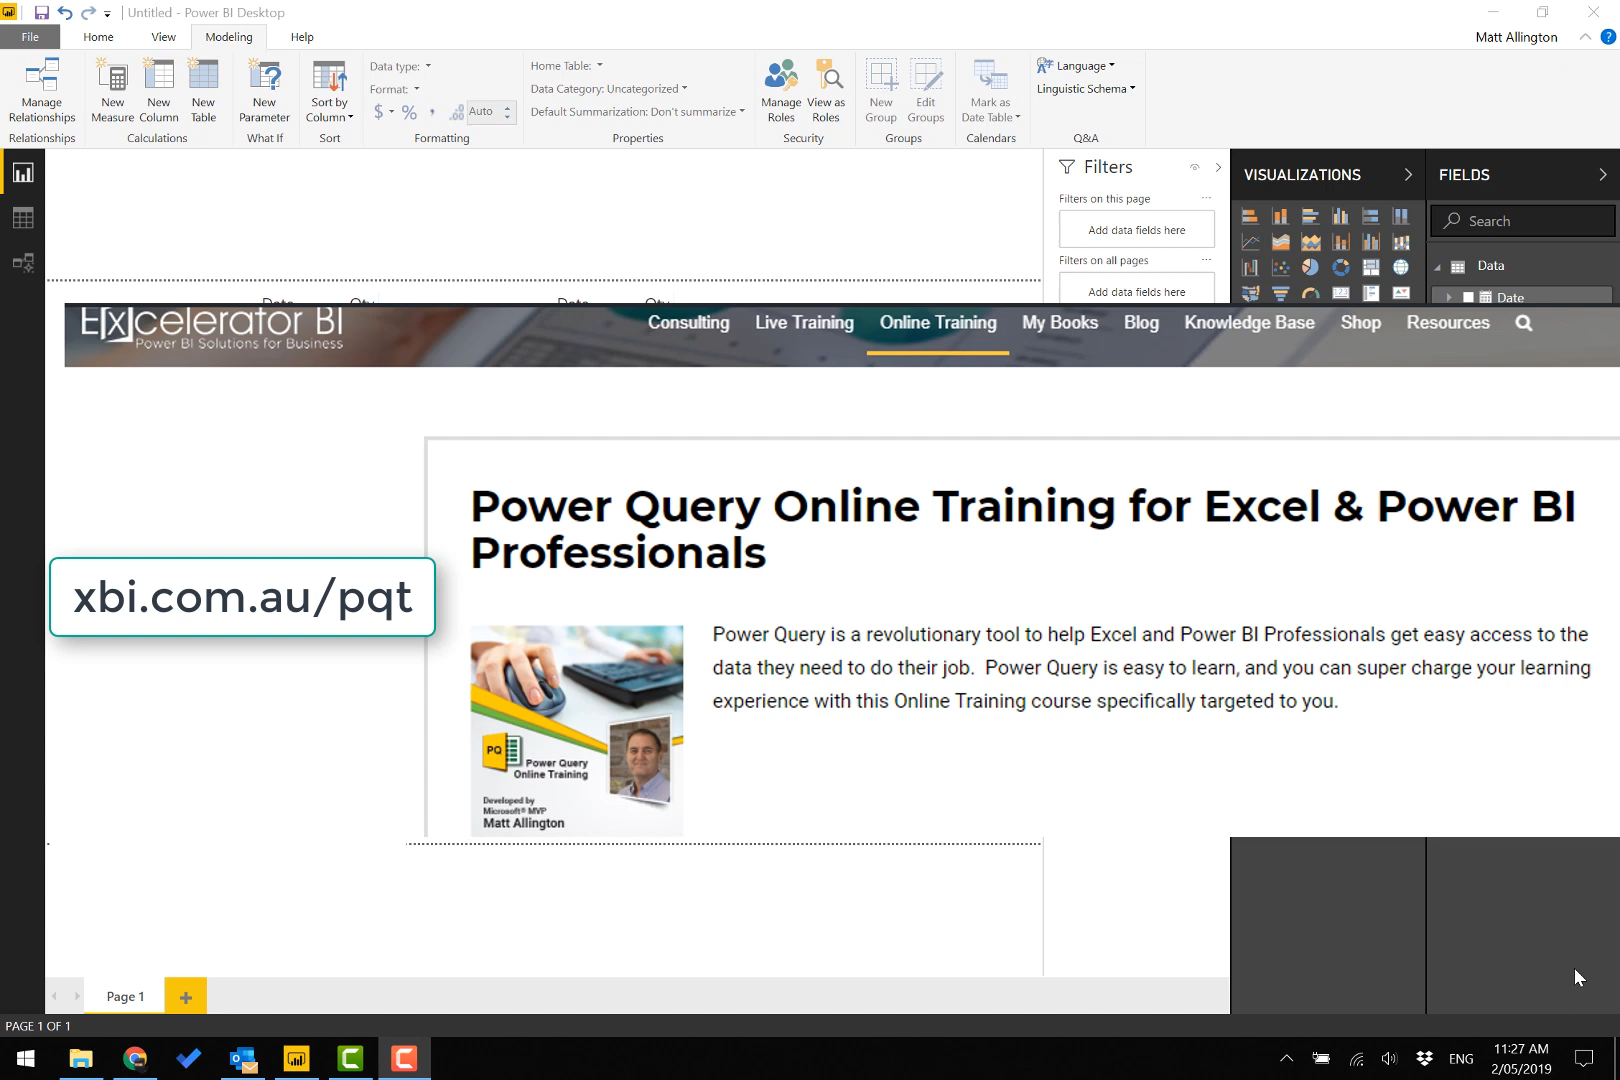 Untitled - Power BI Desktop
File
Home
View
Modeling
Help
Matt Allington
Manage
Relationships
Relationships
New
Measure
New
Column
New
Table
Calculations
New
Parameter
What If
Sort by
Column
Sort
Data type:
Format:
$ % , Auto
Formatting
Home Table:
Data Category: Uncategorized
Default Summarization: Don't summarize
Properties
Manage
Roles
View as
Roles
Security
New
Group
Edit
Groups
Groups
Mark as
Date Table
Calendars
Language
Linguistic Schema
Q&A
Filters
Filters on this page
Add data fields here
Filters on all pages
Add data fields here
VISUALIZATIONS
FIELDS
Search
Data
Date
Date Qty Date Qty
E[x]celerator BI
Power BI Solutions for Business
Consulting Live Training Online Training My Books Blog Knowledge Base Shop Resources
Power Query Online Training for Excel & Power BI
Professionals
xbi.com.au/pqt
Power Query is a revolutionary tool to help Excel and Power BI Professionals get easy access to the
data they need to do their job. Power Query is easy to learn, and you can super charge your learning
experience with this Online Training course specifically targeted to you.
PQ
Power Query
Online Training
Developed by
Microsoft® MVP
Matt Allington
Page 1
PAGE 1 OF 1
ENG
11:27 AM
2/05/2019